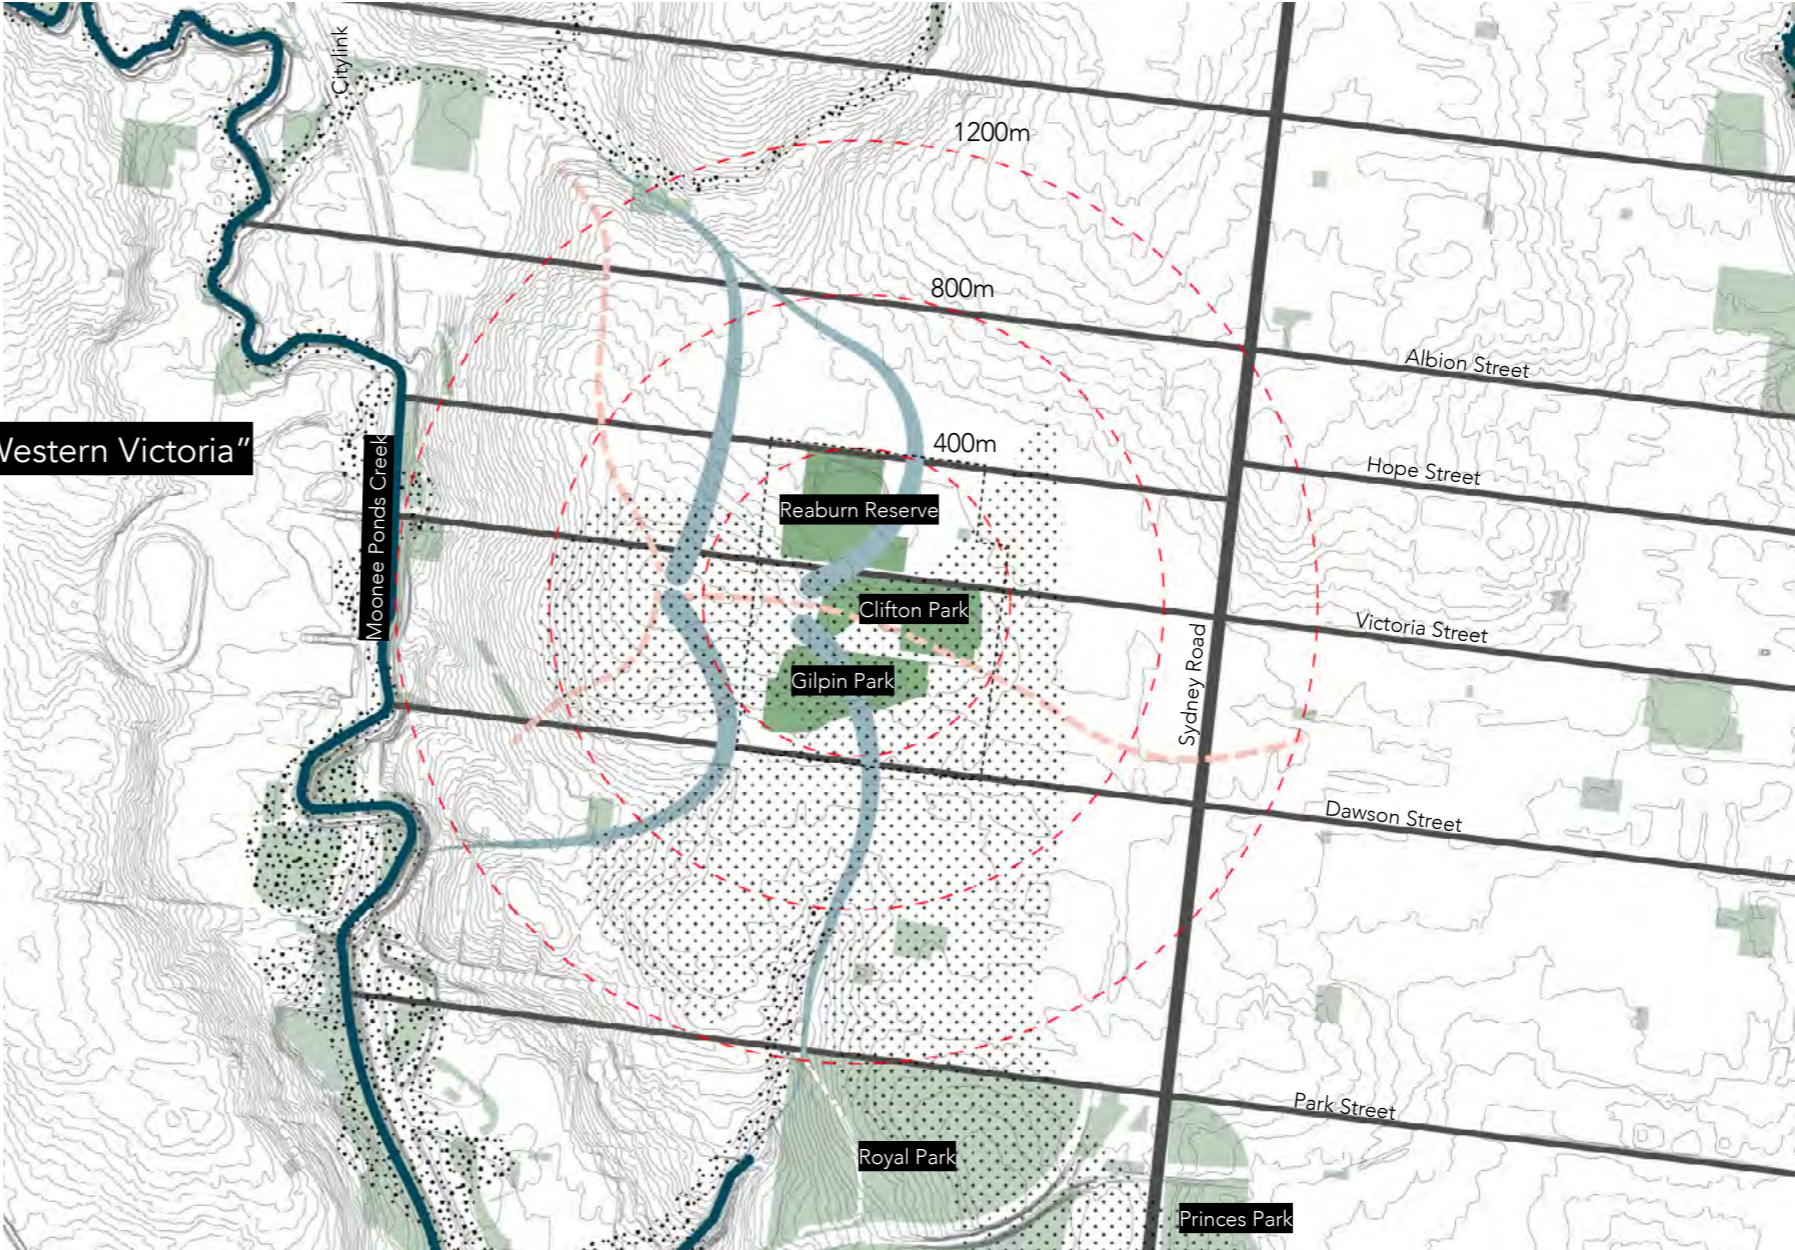 Citylink
1200m
800m
Albion Street
400m
Western Victoria”
Hope Street
Moonee Ponds Creek
Reaburn Reserve
Clifton Park
Victoria Street
Sydney Road
Gilpin Park
Dawson Street
Park Street
Royal Park
Princes Park